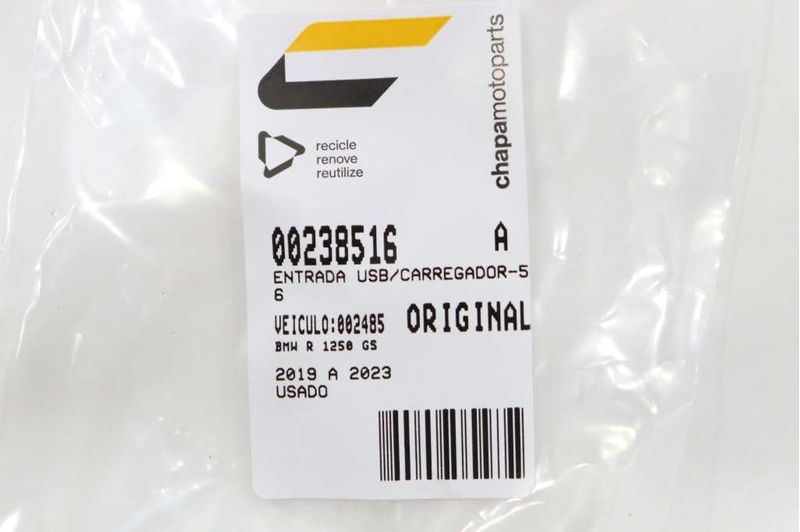 chapamotoparts
recicle
renove
reutilize
00238516 A
ENTRADA USB/CARREGADOR-5
6
VEICULO:002485 ORIGINAL
BMW R 1250 GS
2019 A 2023
USADO